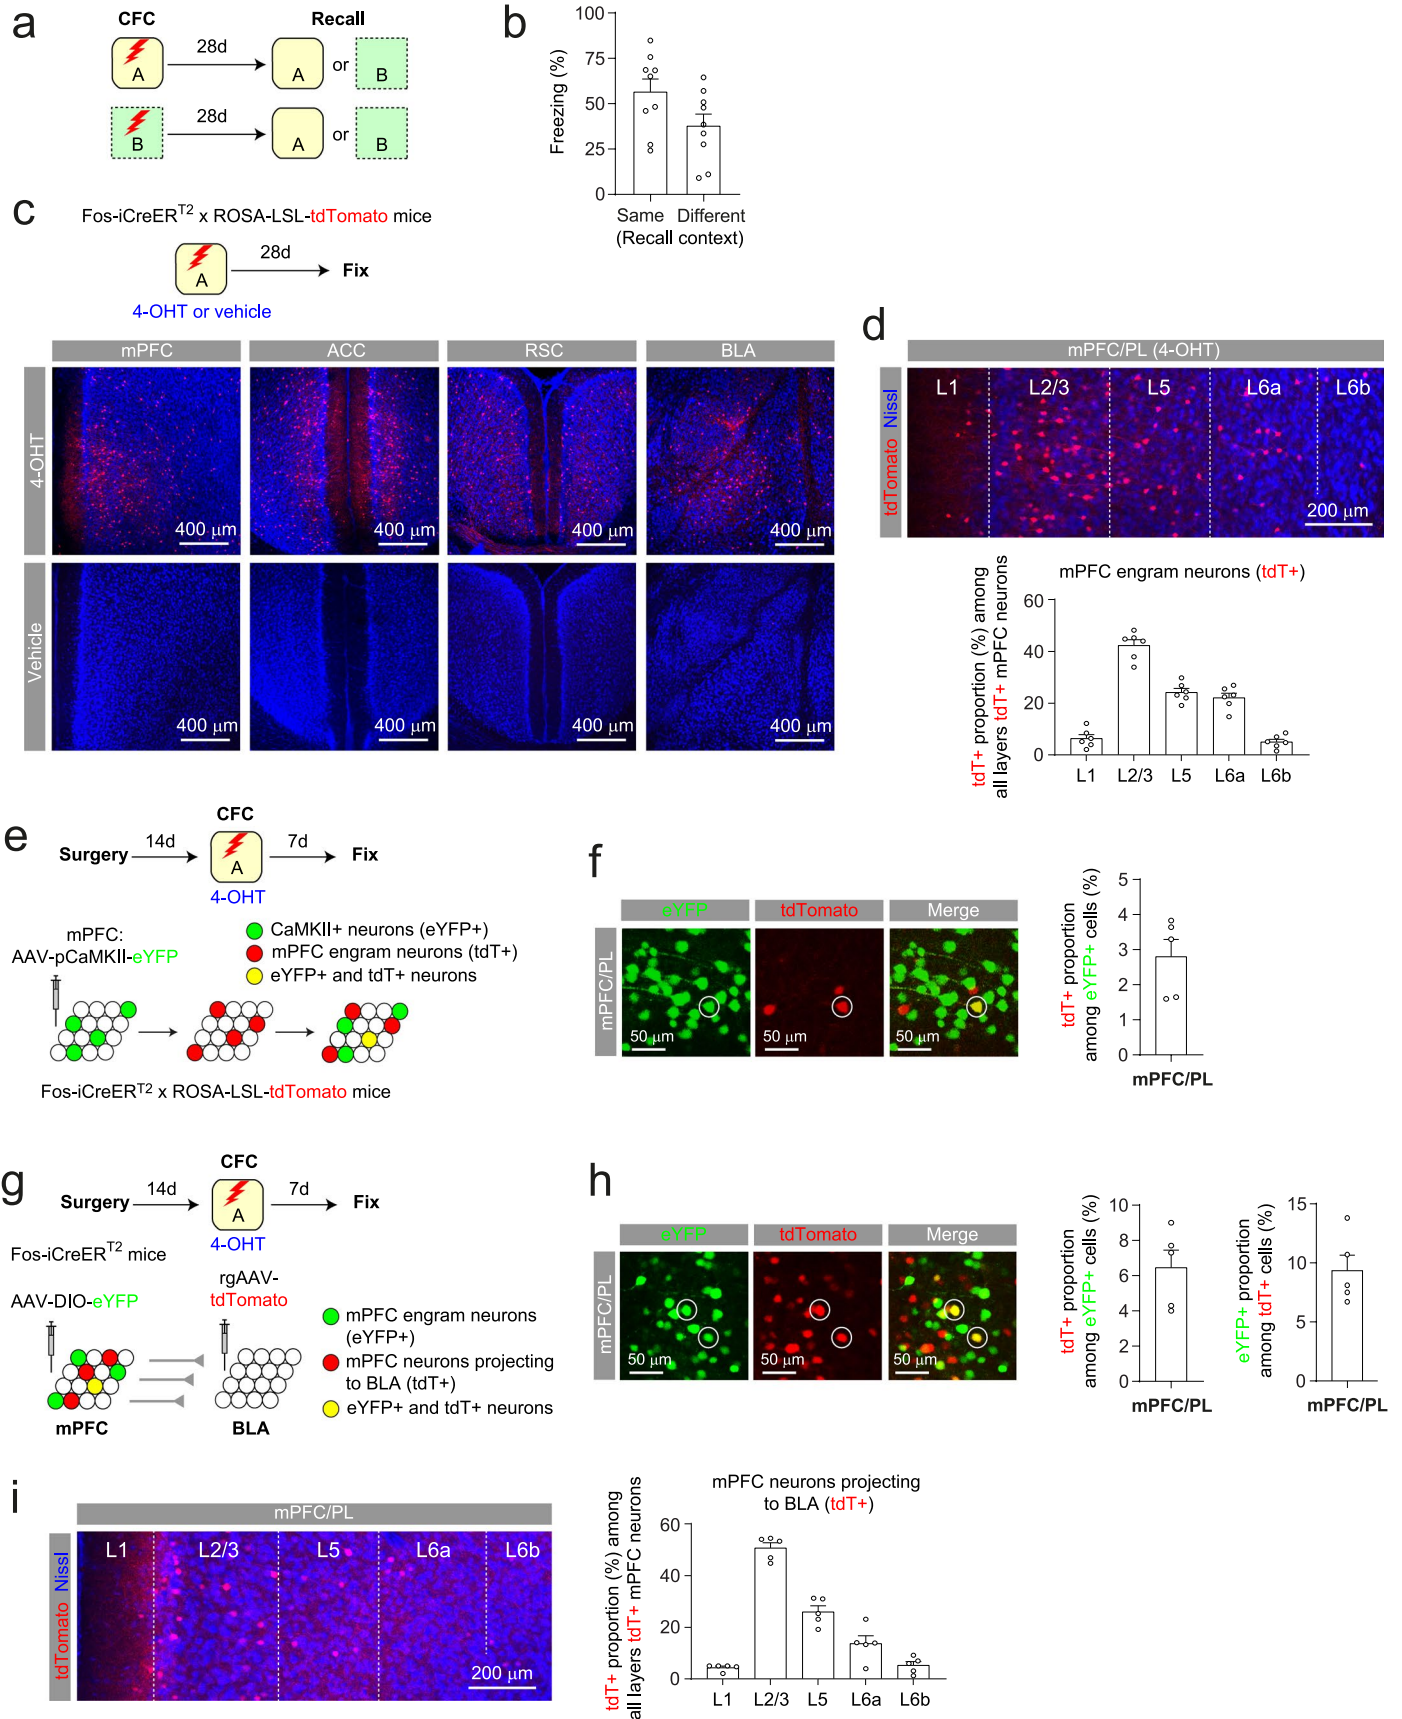 a
CFC
Recall
28d
A
A
or
B
28d
B
A
or
B
b
Freezing (%)
100
75
50
25
0
Same
Different
(Recall context)
c
Fos-iCreERT2 x ROSA-LSL-tdTomato mice
28d
A
Fix
4-OHT or vehicle
mPFC
ACC
RSC
BLA
4-OHT
400 μm
400 μm
400 μm
400 μm
Vehicle
400 μm
400 μm
400 μm
400 μm
d
mPFC/PL (4-OHT)
tdTomato Nissl
L1
L2/3
L5
L6a
L6b
200 μm
mPFC engram neurons (tdT+)
tdT+ proportion (%) among
all layers tdT+ mPFC neurons
60
40
20
0
L1
L2/3
L5
L6a
L6b
e
CFC
Surgery
14d
A
7d
Fix
4-OHT
mPFC:
AAV-pCaMKII-eYFP
CaMKII+ neurons (eYFP+)
mPFC engram neurons (tdT+)
eYFP+ and tdT+ neurons
Fos-iCreERT2 x ROSA-LSL-tdTomato mice
f
eYFP
tdTomato
Merge
mPFC/PL
50 μm
50 μm
50 μm
tdT+ proportion
among eYFP+ cells (%)
5
4
3
2
1
0
mPFC/PL
g
CFC
Surgery
14d
A
7d
Fix
4-OHT
Fos-iCreERT2 mice
AAV-DIO-eYFP
rgAAV-
tdTomato
mPFC engram neurons
(eYFP+)
mPFC neurons projecting
to BLA (tdT+)
eYFP+ and tdT+ neurons
mPFC
BLA
h
eYFP
tdTomato
Merge
mPFC/PL
50 μm
50 μm
50 μm
tdT+ proportion
among eYFP+ cells (%)
10
8
6
4
2
0
mPFC/PL
eYFP+ proportion
among tdT+ cells (%)
15
10
5
0
mPFC/PL
i
mPFC/PL
tdTomato Nissl
L1
L2/3
L5
L6a
L6b
200 μm
mPFC neurons projecting
to BLA (tdT+)
tdT+ proportion (%) among
all layers tdT+ mPFC neurons
60
40
20
0
L1
L2/3
L5
L6a
L6b